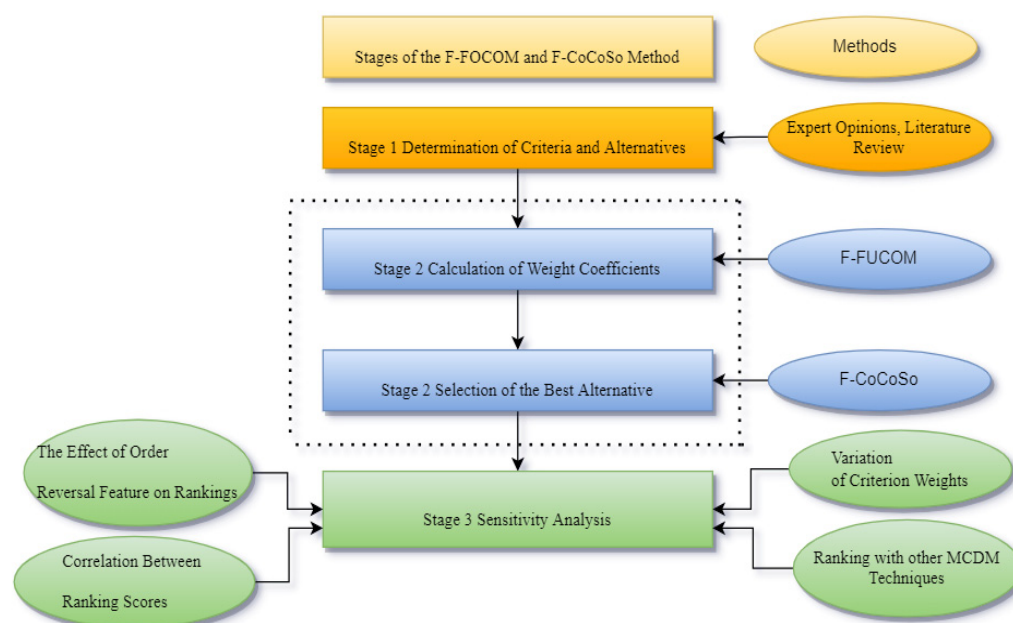 Stages of the F-FOCOM and F-CoCoSo Method
Methods
Stage 1 Determination of Criteria and Alternatives
Expert Opinions, Literature
Review
Stage 2 Calculation of Weight Coefficients
F-FUCOM
Stage 2 Selection of the Best Alternative
F-CoCoSo
The Effect of Order
Reversal Feature on Rankings
Variation
of Criterion Weights
Stage 3 Sensitivity Analysis
Correlation Between
Ranking Scores
Ranking with other MCDM
Techniques